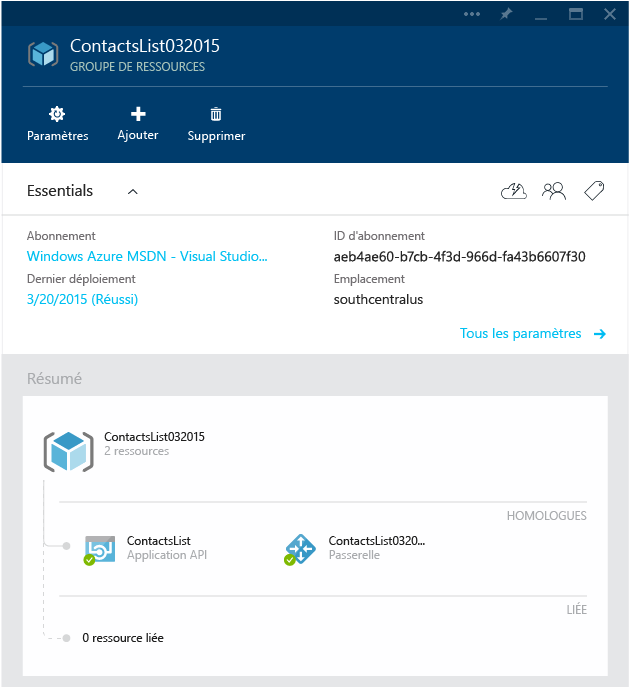 ContactsList032015
GROUPE DE RESSOURCES
Paramètres
Ajouter
Supprimer
Essentials
Abonnement
Windows Azure MSDN - Visual Studio...
ID d'abonnement
aeb4ae60-b7cb-4f3d-966d-fa43b6607f30
Dernier déploiement
3/20/2015 (Réussi)
Emplacement
southcentralus
Tous les paramètres
Résumé
ContactsList032015
2 ressources
HOMOLOGUES
ContactsList
Application API
ContactsList0320...
Passerelle
LIÉE
0 ressource liée